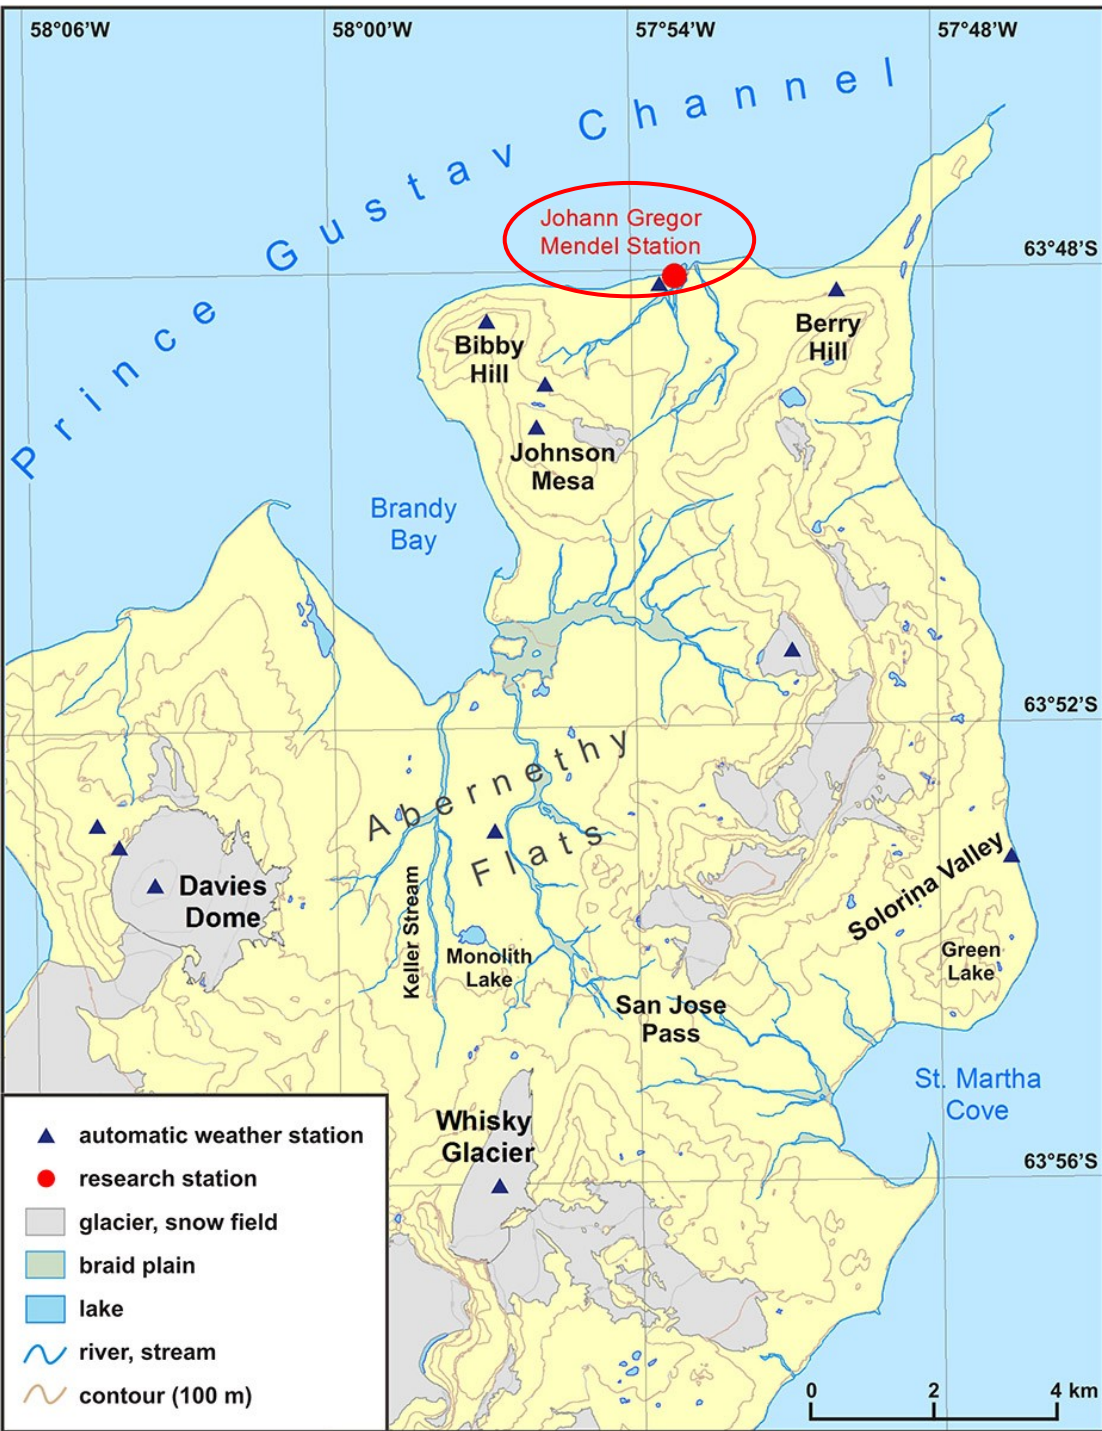 58°06'W
58°00'W
57°54'W
57°48'W
Prince Gustav Channel
Johann Gregor
Mendel Station
63°48'S
Bibby
Hill
Berry
Hill
Johnson
Mesa
Brandy
Bay
63°52'S
Abernethy
Flats
Davies
Dome
Keller Stream
Monolith
Lake
Solorina Valley
Green
Lake
San Jose
Pass
St. Martha
Cove
Whisky
Glacier
63°56'S
automatic weather station
research station
glacier, snow field
braid plain
lake
river, stream
contour (100 m)
0 2 4 km